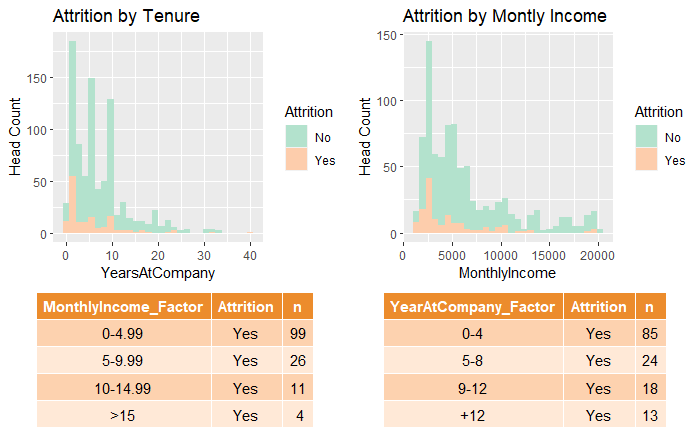 Attrition by Tenure
Head Count
150
100
50
0
0
10
20
30
40
YearsAtCompany
Attrition
No
Yes
Attrition by Montly Income
Head Count
150
100
50
0
0
5000
10000
15000
20000
MonthlyIncome
Attrition
No
Yes
MonthlyIncome_Factor Attrition n
0-4.99 Yes 99
5-9.99 Yes 26
10-14.99 Yes 11
>15 Yes 4
YearAtCompany_Factor Attrition n
0-4 Yes 85
5-8 Yes 24
9-12 Yes 18
+12 Yes 13